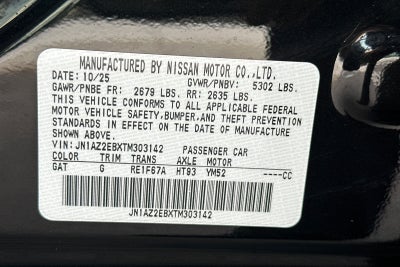 MANUFACTURED BY NISSAN MOTOR CO.,LTD.
DATE: 10/25 GVWR/PNBV: 5302 LBS.
GAWR/PNBE FR: 2679 LBS. RR: 2635 LBS.
THIS VEHICLE CONFORMS TO ALL APPLICABLE FEDERAL
MOTOR VEHICLE SAFETY,BUMPER,AND THEFT PREVENTION
STANDARDS IN EFFECT ON THE DATE OF MANUFACTURE
SHOWN ABOVE.
VIN: JN1AZ2EBXTM303142 PASSENGER CAR
COLOR TRIM TRANS AXLE MOTOR
GAT G RE1F67A HT93 YM52 ----CC
JN1AZ2EBXTM303142